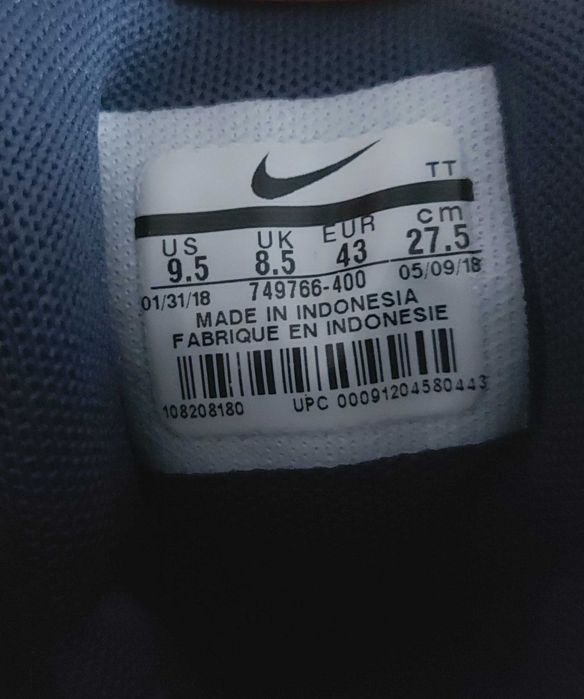 TT
US UK EUR cm
9.5 8.5 43 27.5
01/31/18 749766-400 05/09/18
MADE IN INDONESIA
FABRIQUE EN INDONESIE
108208180 UPC 00091204580443